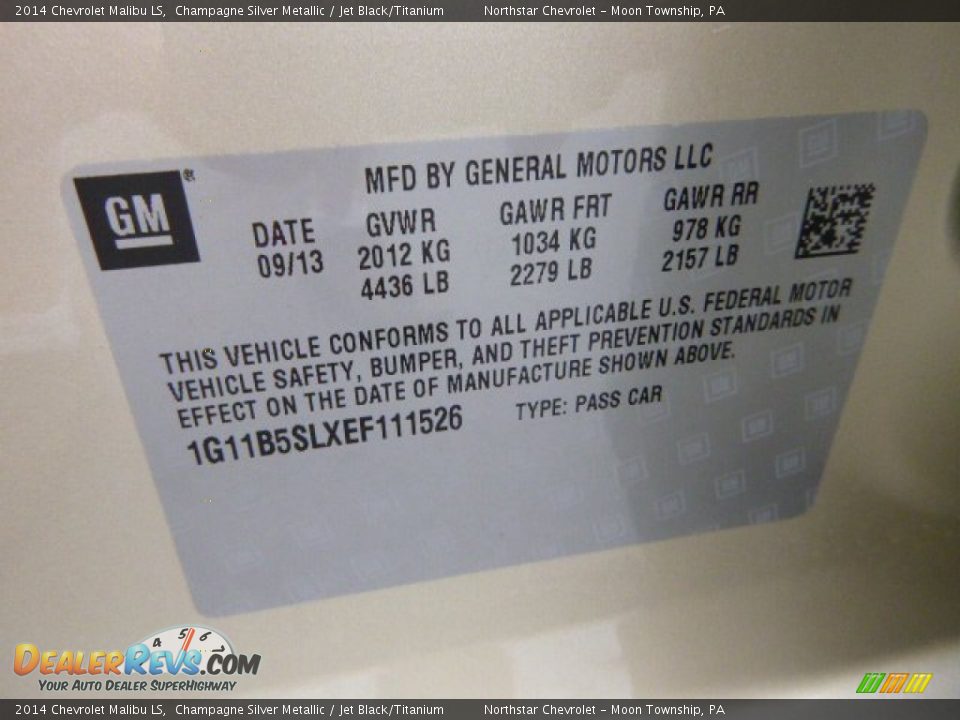 2014 Chevrolet Malibu LS, Champagne Silver Metallic / Jet Black/Titanium Northstar Chevrolet - Moon Township, PA
GM®
MFD BY GENERAL MOTORS LLC
DATE GVWR GAWR FRT GAWR RR
09/13 2012 KG 1034 KG 978 KG
4436 LB 2279 LB 2157 LB
THIS VEHICLE CONFORMS TO ALL APPLICABLE U.S. FEDERAL MOTOR
VEHICLE SAFETY, BUMPER, AND THEFT PREVENTION STANDARDS IN
EFFECT ON THE DATE OF MANUFACTURE SHOWN ABOVE.
1G11B5SLXEF111526 TYPE: PASS CAR
4 5 6
DEALERREVS.COM
YOUR AUTO DEALER SUPERHIGHWAY
2014 Chevrolet Malibu LS, Champagne Silver Metallic / Jet Black/Titanium Northstar Chevrolet - Moon Township, PA